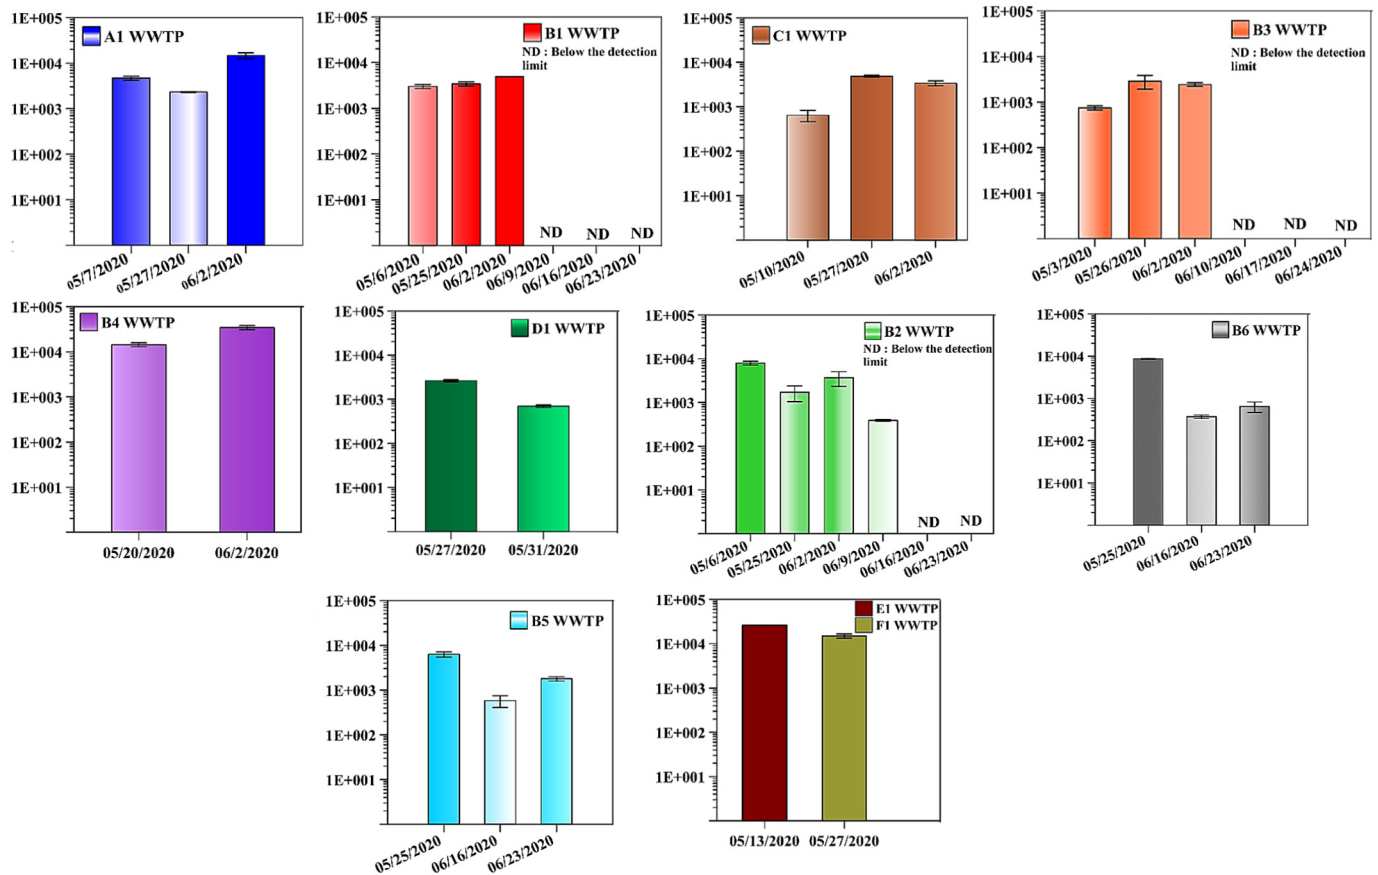 1E+005
1E+004
1E+003
1E+002
1E+001
A1 WWTP
05/7/2020
05/27/2020
06/2/2020
1E+005
1E+004
1E+003
1E+002
1E+001
B1 WWTP
ND : Below the detection
limit
ND
ND
ND
05/6/2020
05/25/2020
06/2/2020
06/9/2020
06/16/2020
06/23/2020
1E+005
1E+004
1E+003
1E+002
1E+001
C1 WWTP
05/10/2020
05/27/2020
06/2/2020
1E+005
1E+004
1E+003
1E+002
1E+001
B3 WWTP
ND : Below the detection
limit
ND
ND
ND
05/3/2020
05/26/2020
06/2/2020
06/10/2020
06/17/2020
06/24/2020
1E+005
1E+004
1E+003
1E+002
1E+001
B4 WWTP
05/20/2020
06/2/2020
1E+005
1E+004
1E+003
1E+002
1E+001
D1 WWTP
05/27/2020
05/31/2020
1E+005
1E+004
1E+003
1E+002
1E+001
B2 WWTP
ND : Below the detection
limit
ND
ND
05/6/2020
05/25/2020
06/2/2020
06/9/2020
06/16/2020
06/23/2020
1E+005
1E+004
1E+003
1E+002
1E+001
B6 WWTP
05/25/2020
06/16/2020
06/23/2020
1E+005
1E+004
1E+003
1E+002
1E+001
B5 WWTP
05/25/2020
06/16/2020
06/23/2020
1E+005
1E+004
1E+003
1E+002
1E+001
E1 WWTP
F1 WWTP
05/13/2020
05/27/2020